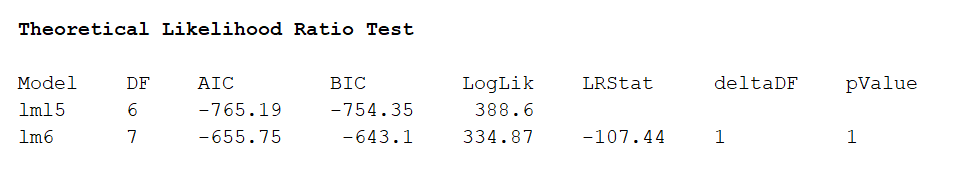 Theoretical Likelihood Ratio Test
Model DF AIC BIC LogLik LRStat deltaDF pValue
lml5 6 -765.19 -754.35 388.6
lm6 7 -655.75 -643.1 334.87 -107.44 1 1